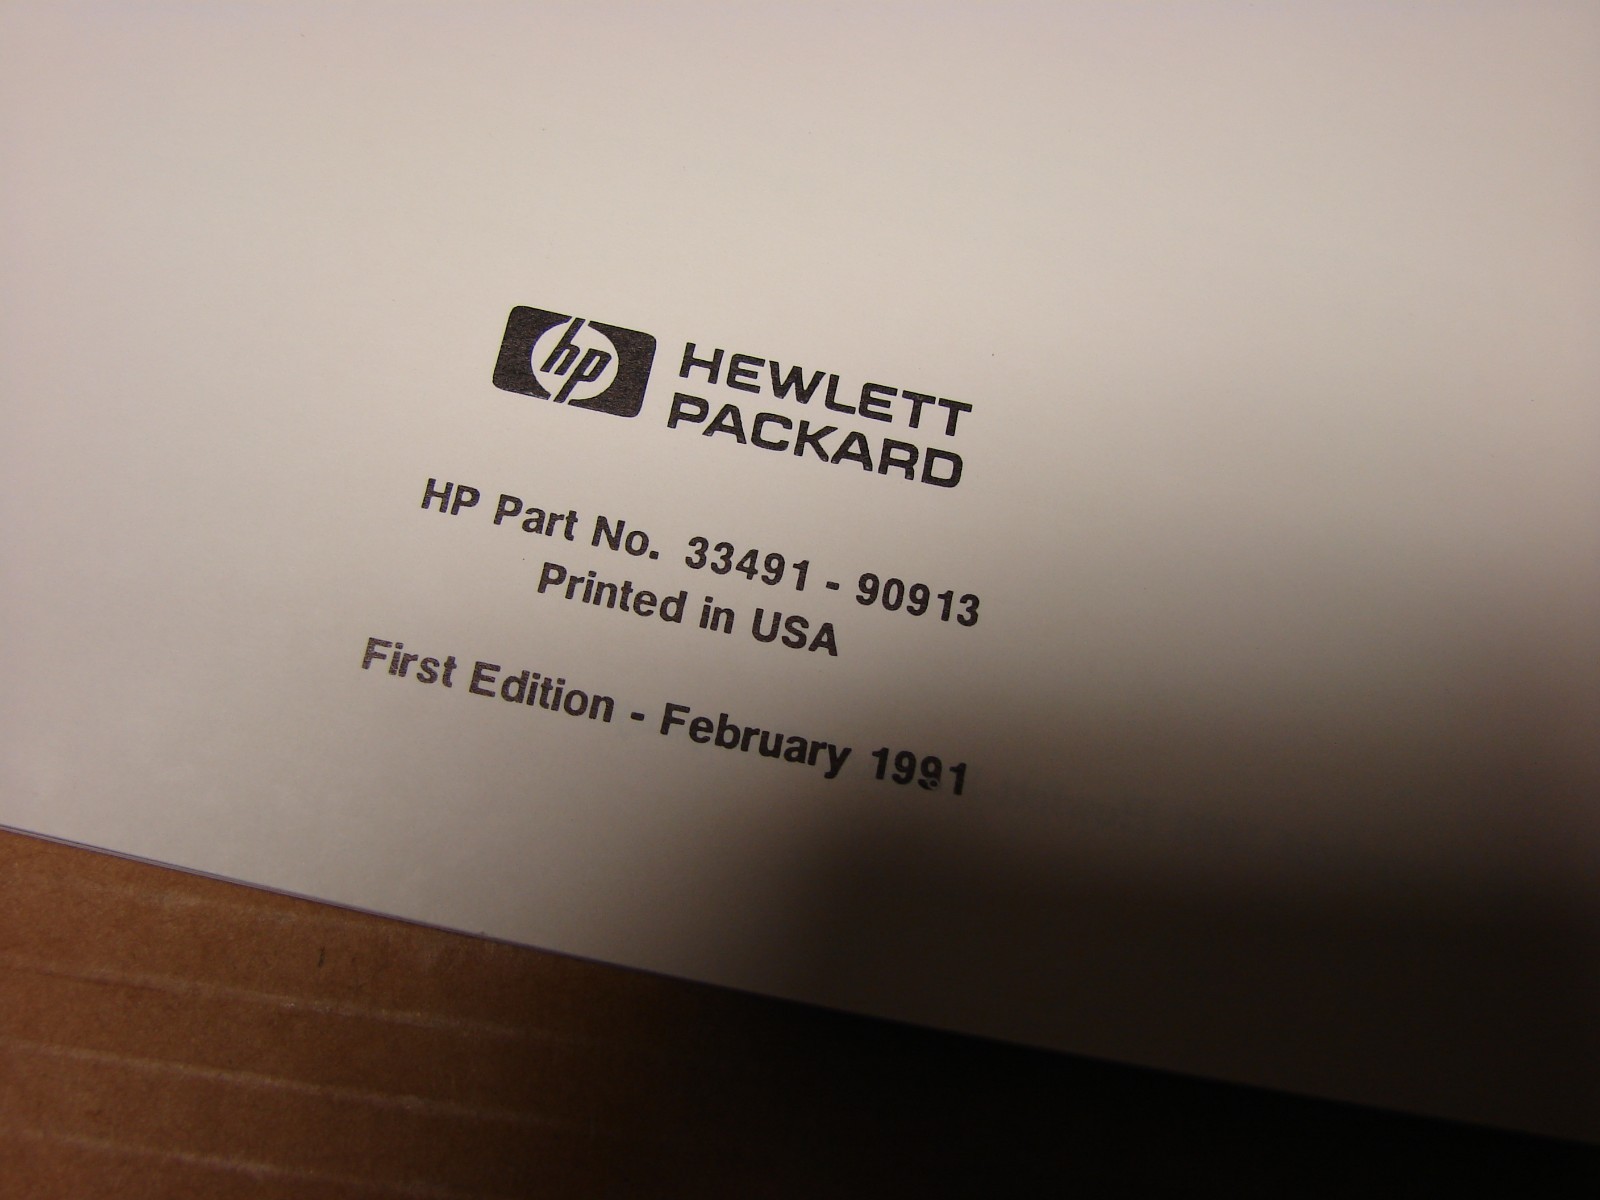 hp HEWLETT
PACKARD
HP Part No. 33491 - 90913
Printed in USA
First Edition - February 1991